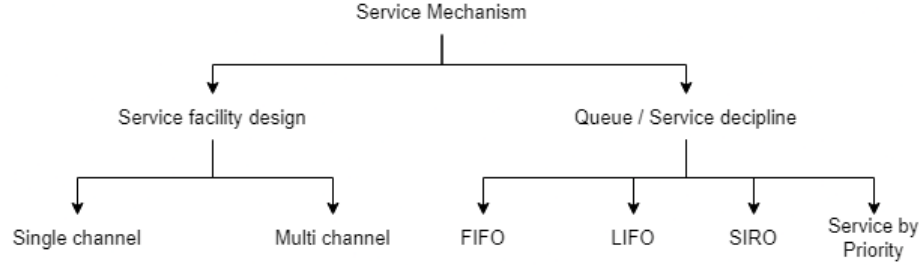 Service Mechanism
Service facility design
Queue / Service decipline
Single channel
Multi channel
FIFO
LIFO
SIRO
Service by
Priority